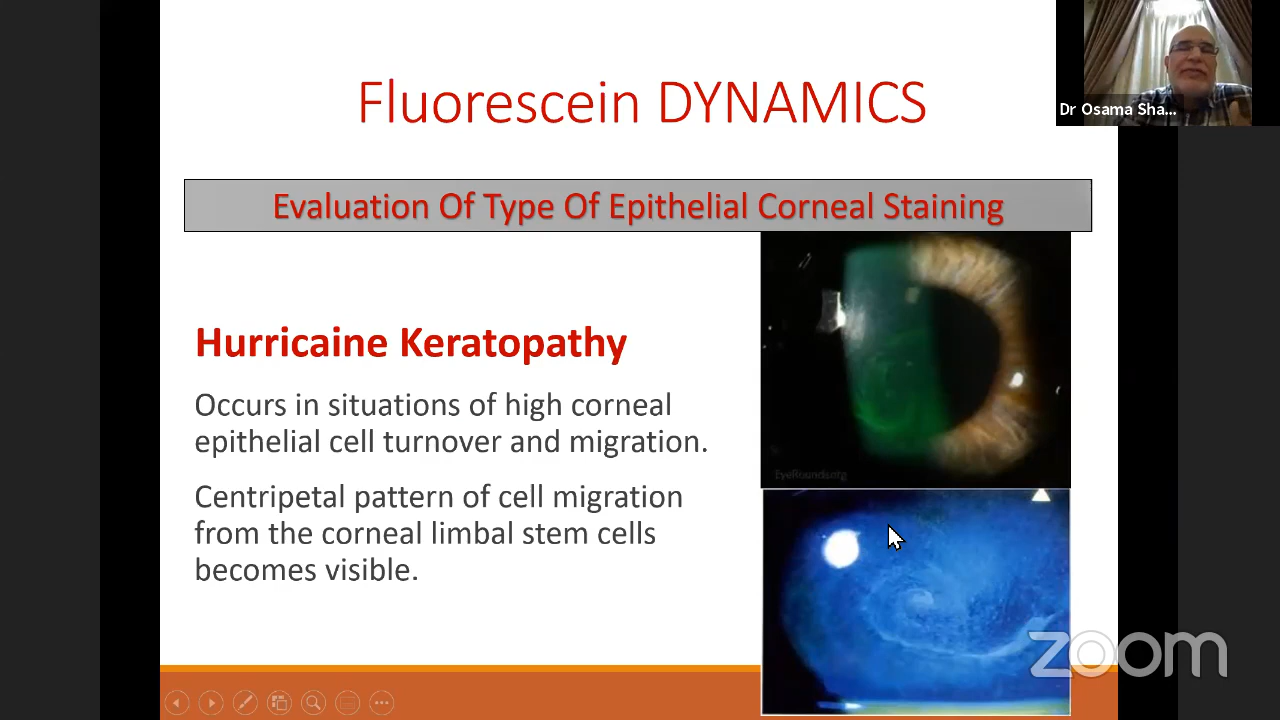 Fluorescein DYNAMICS
Dr Osama Sha...
Evaluation Of Type Of Epithelial Corneal Staining
Hurricaine Keratopathy
Occurs in situations of high corneal
epithelial cell turnover and migration.
Centripetal pattern of cell migration
from the corneal limbal stem cells
becomes visible.
EyeRounds.org
zoom